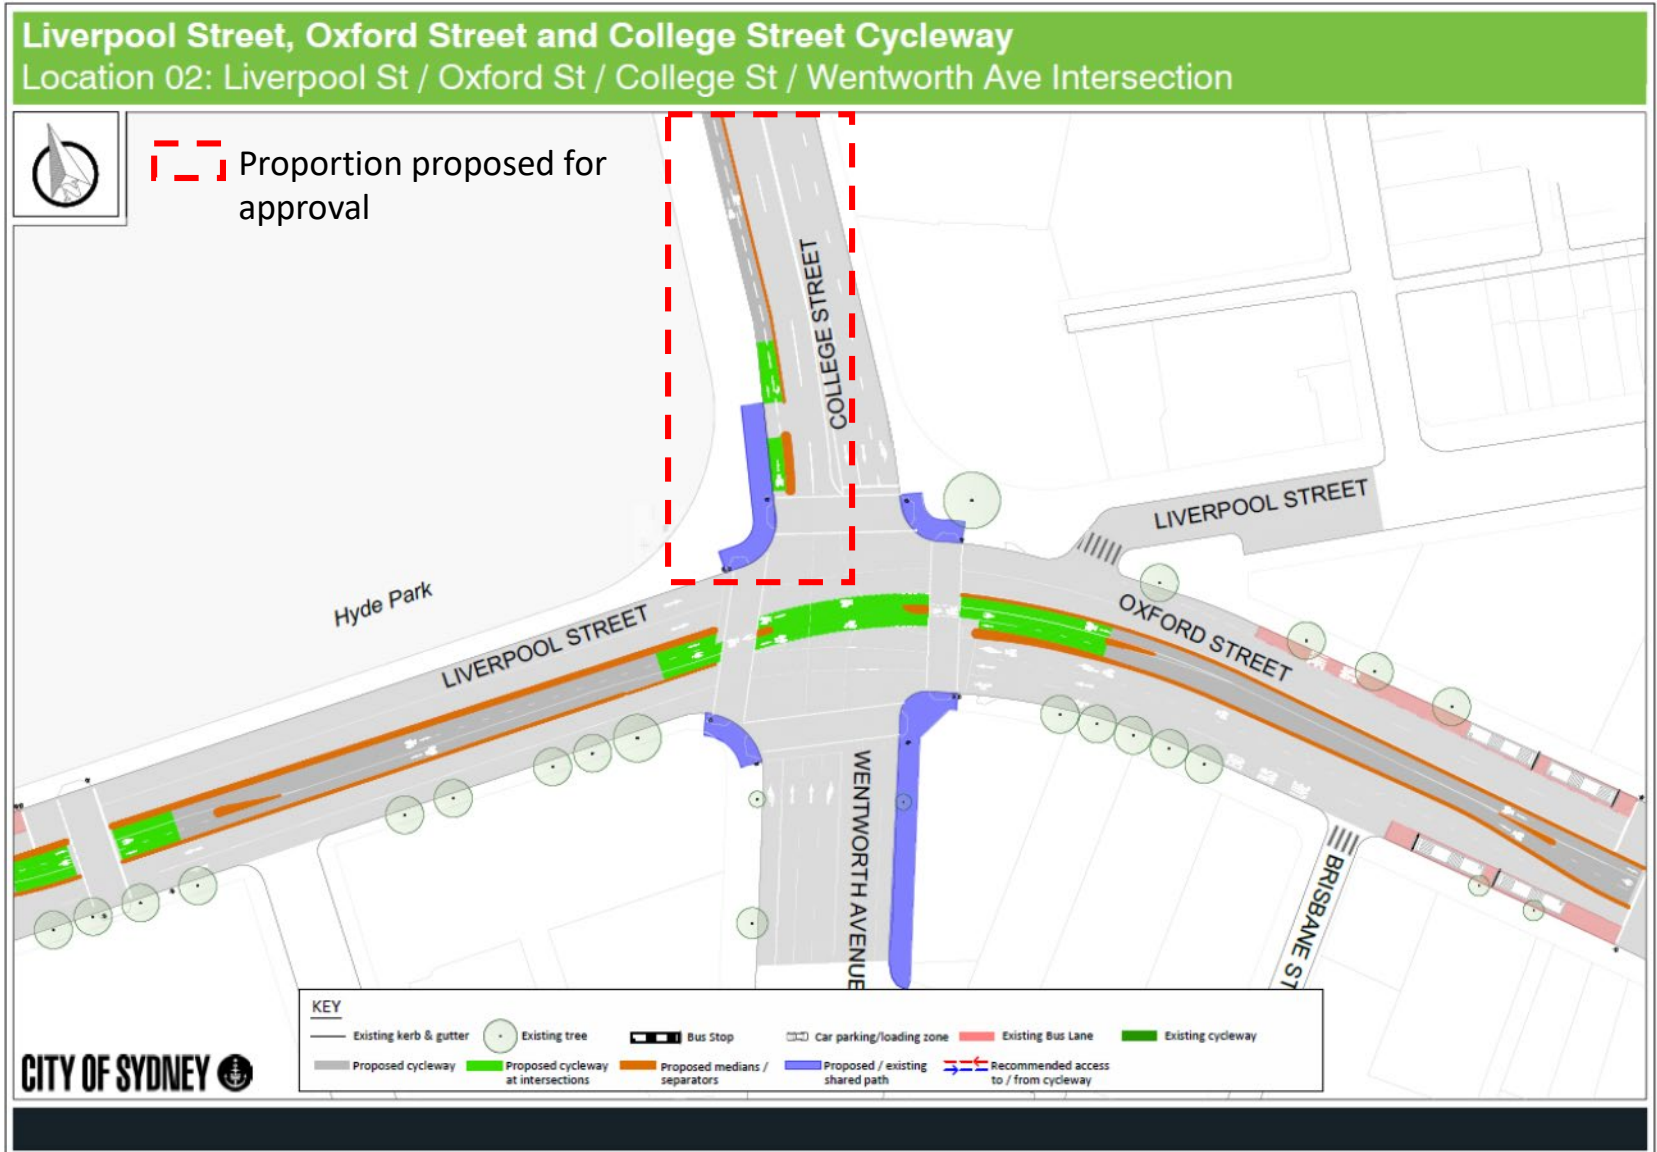 Liverpool Street, Oxford Street and College Street Cycleway
Location 02: Liverpool St / Oxford St / College St / Wentworth Ave Intersection
Proportion proposed for
approval
COLLEGE STREET
LIVERPOOL STREET
Hyde Park
LIVERPOOL STREET
OXFORD STREET
WENTWORTH AVENUE
BRISBANE ST
KEY
Existing kerb & gutter
Existing tree
Bus Stop
Car parking/loading zone
Existing Bus Lane
Existing cycleway
Proposed cycleway
Proposed cycleway
at intersections
Proposed medians /
separators
Proposed / existing
shared path
Recommended access
to / from cycleway
CITY OF SYDNEY